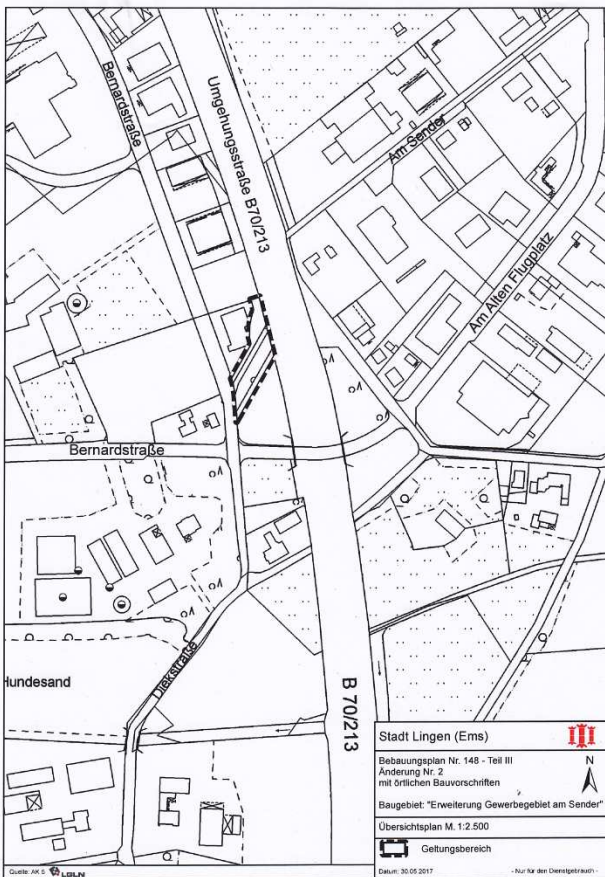 Bernardstraße
Umgehungsstraße B70/213
Am Sender
Am Alten Flugplatz
Bernardstraße
Diekstraße
Hundesand
B 70/213
Stadt Lingen (Ems)
Bebauungsplan Nr. 148 - Teil III
Änderung Nr. 2
mit örtlichen Bauvorschriften
N
Baugebiet: "Erweiterung Gewerbegebiet am Sender"
Übersichtsplan M. 1:2.500
Geltungsbereich
Datum: 30.05.2017 - Nur für den Dienstgebrauch -
Quelle: AK 5 LGLN